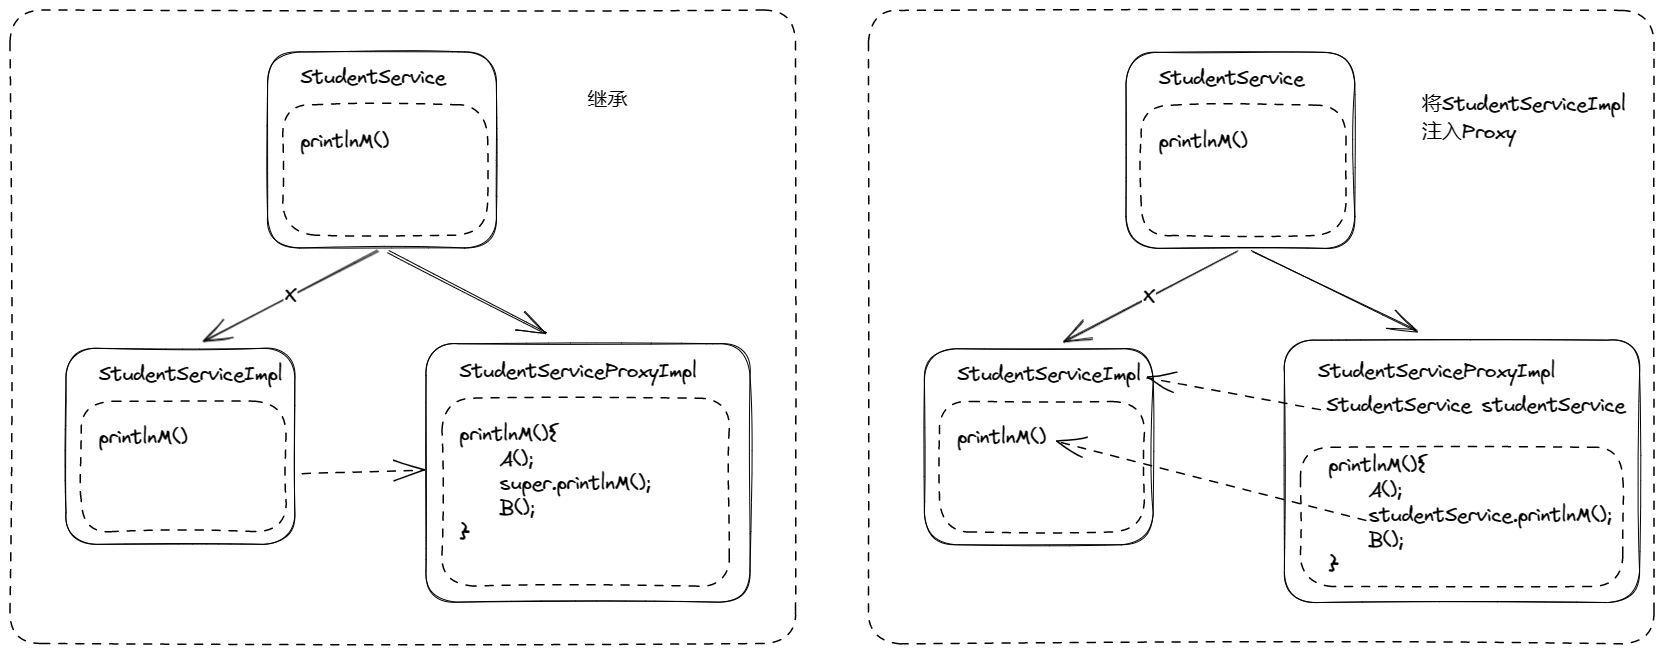 StudentService
继承
printlnM()
x
StudentServiceImpl
printlnM()
StudentServiceProxyImpl
printlnM(){
A();
super.printlnM();
B();
}
StudentService
将StudentServiceImpl
注入Proxy
printlnM()
x
StudentServiceImpl
printlnM()
StudentServiceProxyImpl
StudentService studentService
printlnM(){
A();
studentService.printlnM();
B();
}